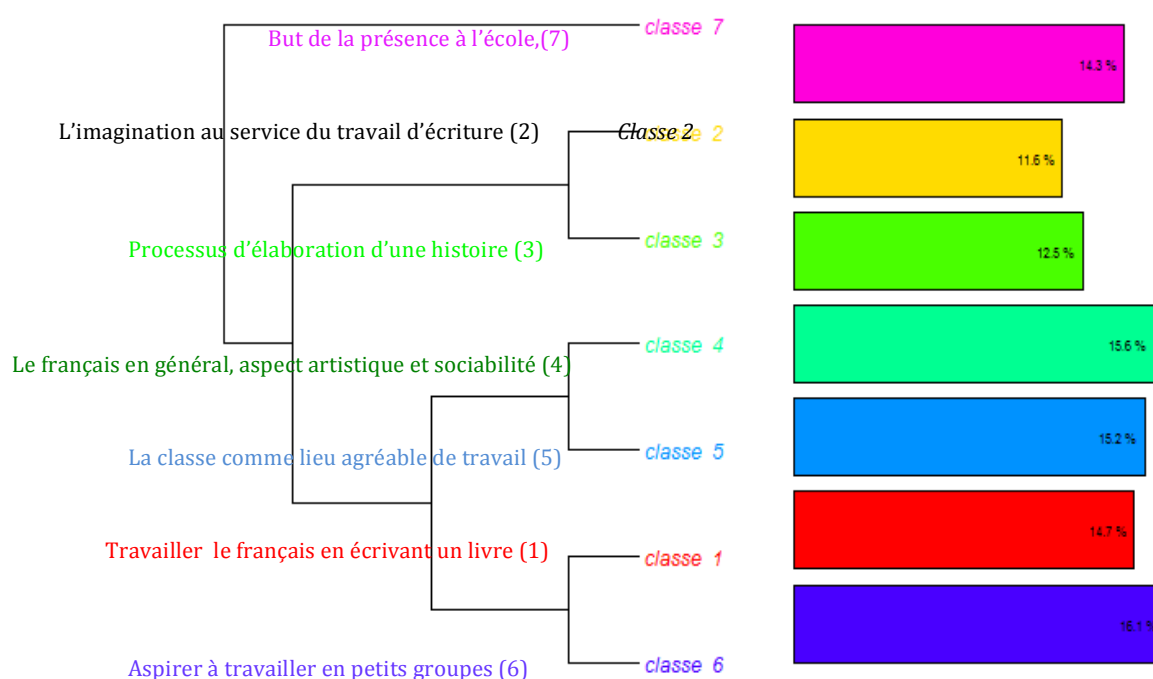 But de la présence à l’école,(7) classe 7 14.3 %
L’imagination au service du travail d’écriture (2) Classe 2 classe 2 11.6 %
Processus d’élaboration d’une histoire (3) classe 3 12.5 %
Le français en général, aspect artistique et sociabilité (4) classe 4 15.6 %
La classe comme lieu agréable de travail (5) classe 5 15.2 %
Travailler le français en écrivant un livre (1) classe 1 14.7 %
Aspirer à travailler en petits groupes (6) classe 6 16.1 %